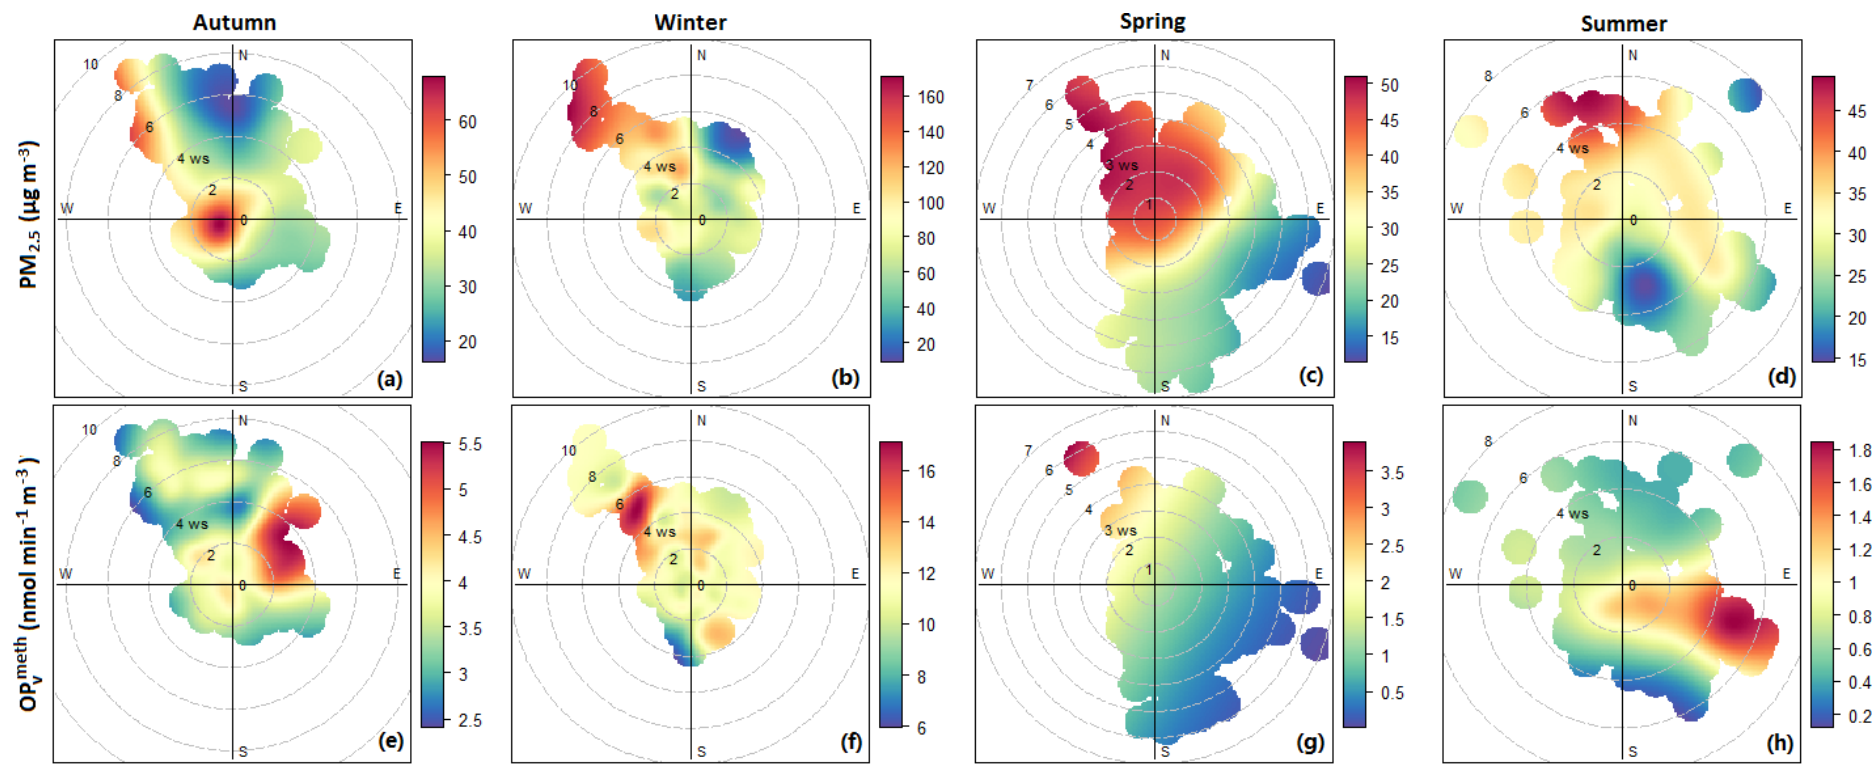 Autumn
Winter
Spring
Summer
PM2.5 (µg m−3)
N
10
8
6
4 ws
2
0
W
E
S
(a)
60
50
40
30
20
N
10
8
6
4 ws
2
0
W
E
S
(b)
160
140
120
100
80
60
40
20
N
7
6
5
4
3 ws
2
1
W
E
S
(c)
50
45
40
35
30
25
20
15
N
8
6
4 ws
2
0
W
E
S
(d)
45
40
35
30
25
20
15
OPvmeth (nmol min−1 m−3)
N
10
8
6
4 ws
2
0
W
E
S
(e)
5.5
5
4.5
4
3.5
3
2.5
N
10
8
6
4 ws
2
0
W
E
S
(f)
16
14
12
10
8
6
N
7
6
5
4
3 ws
2
1
W
E
S
(g)
3.5
3
2.5
2
1.5
1
0.5
N
8
6
4 ws
2
0
W
E
S
(h)
1.8
1.6
1.4
1.2
1
0.8
0.6
0.4
0.2